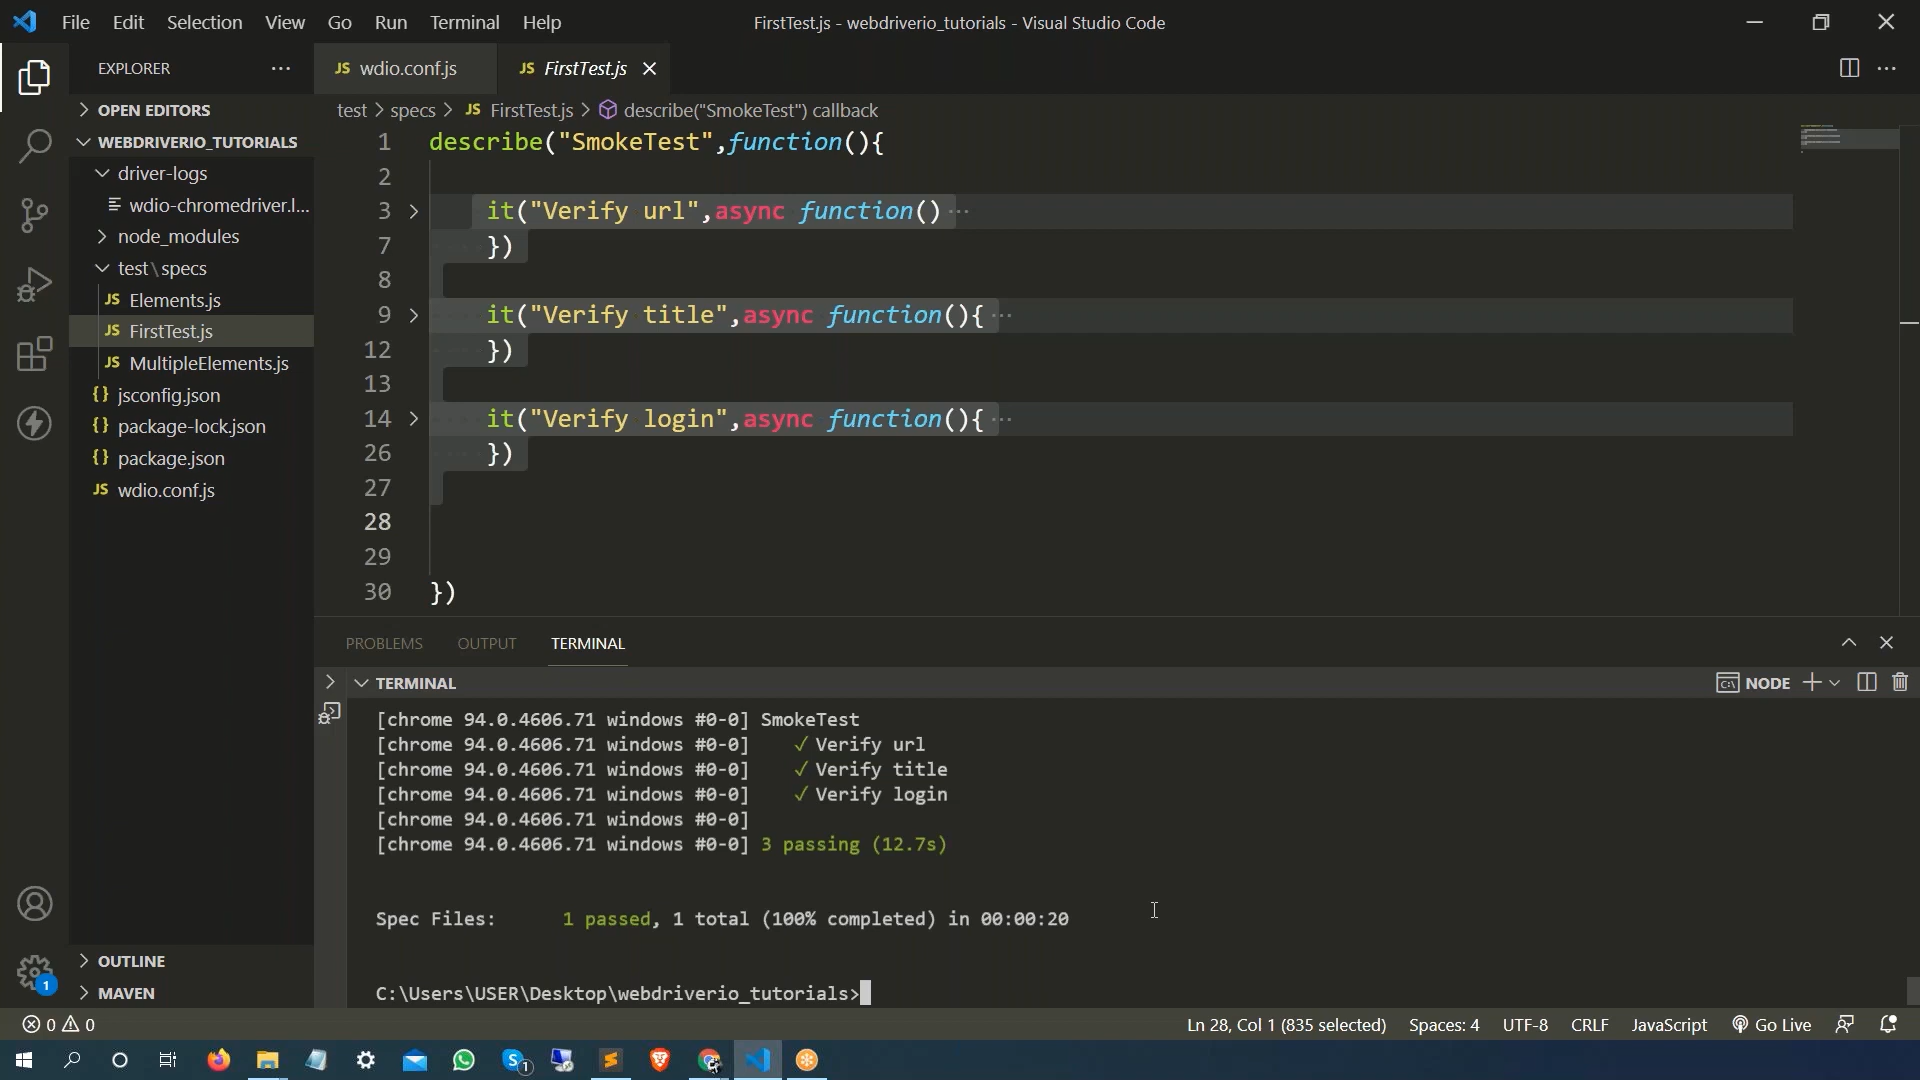 File Edit Selection View Go Run Terminal Help
FirstTest.js - webdriverio_tutorials - Visual Studio Code
EXPLORER
OPEN EDITORS
WEBDRIVERIO_TUTORIALS
driver-logs
wdio-chromedriver.l...
node_modules
test\specs
JS Elements.js
JS FirstTest.js
JS MultipleElements.js
{} jsconfig.json
{} package-lock.json
{} package.json
JS wdio.conf.js
OUTLINE
MAVEN
JS wdio.conf.js
JS FirstTest.js
test > specs > JS FirstTest.js > describe("SmokeTest") callback
1 describe("SmokeTest",function(){
2
3 it("Verify url",async function()···
7 })
8
9 it("Verify title",async function(){···
12 })
13
14 it("Verify login",async function(){···
26 })
27
28
29
30 })
PROBLEMS OUTPUT TERMINAL
TERMINAL
NODE
[chrome 94.0.4606.71 windows #0-0] SmokeTest
[chrome 94.0.4606.71 windows #0-0] ✓ Verify url
[chrome 94.0.4606.71 windows #0-0] ✓ Verify title
[chrome 94.0.4606.71 windows #0-0] ✓ Verify login
[chrome 94.0.4606.71 windows #0-0]
[chrome 94.0.4606.71 windows #0-0] 3 passing (12.7s)
Spec Files: 1 passed, 1 total (100% completed) in 00:00:20
C:\Users\USER\Desktop\webdriverio_tutorials>
1
0 0
Ln 28, Col 1 (835 selected) Spaces: 4 UTF-8 CRLF JavaScript Go Live
1